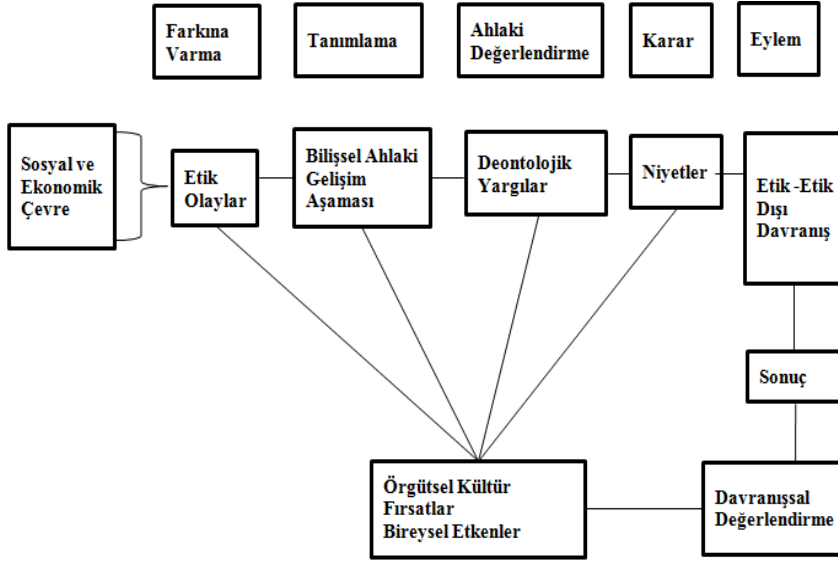 Farkına
Varma
Tanımlama
Ahlaki
Değerlendirme
Karar
Eylem
Sosyal ve
Ekonomik
Çevre
Etik
Olaylar
Bilişsel Ahlaki
Gelişim
Aşaması
Deontolojik
Yargılar
Niyetler
Etik -Etik
Dışı
Davranış
Sonuç
Örgütsel Kültür
Fırsatlar
Bireysel Etkenler
Davranışsal
Değerlendirme